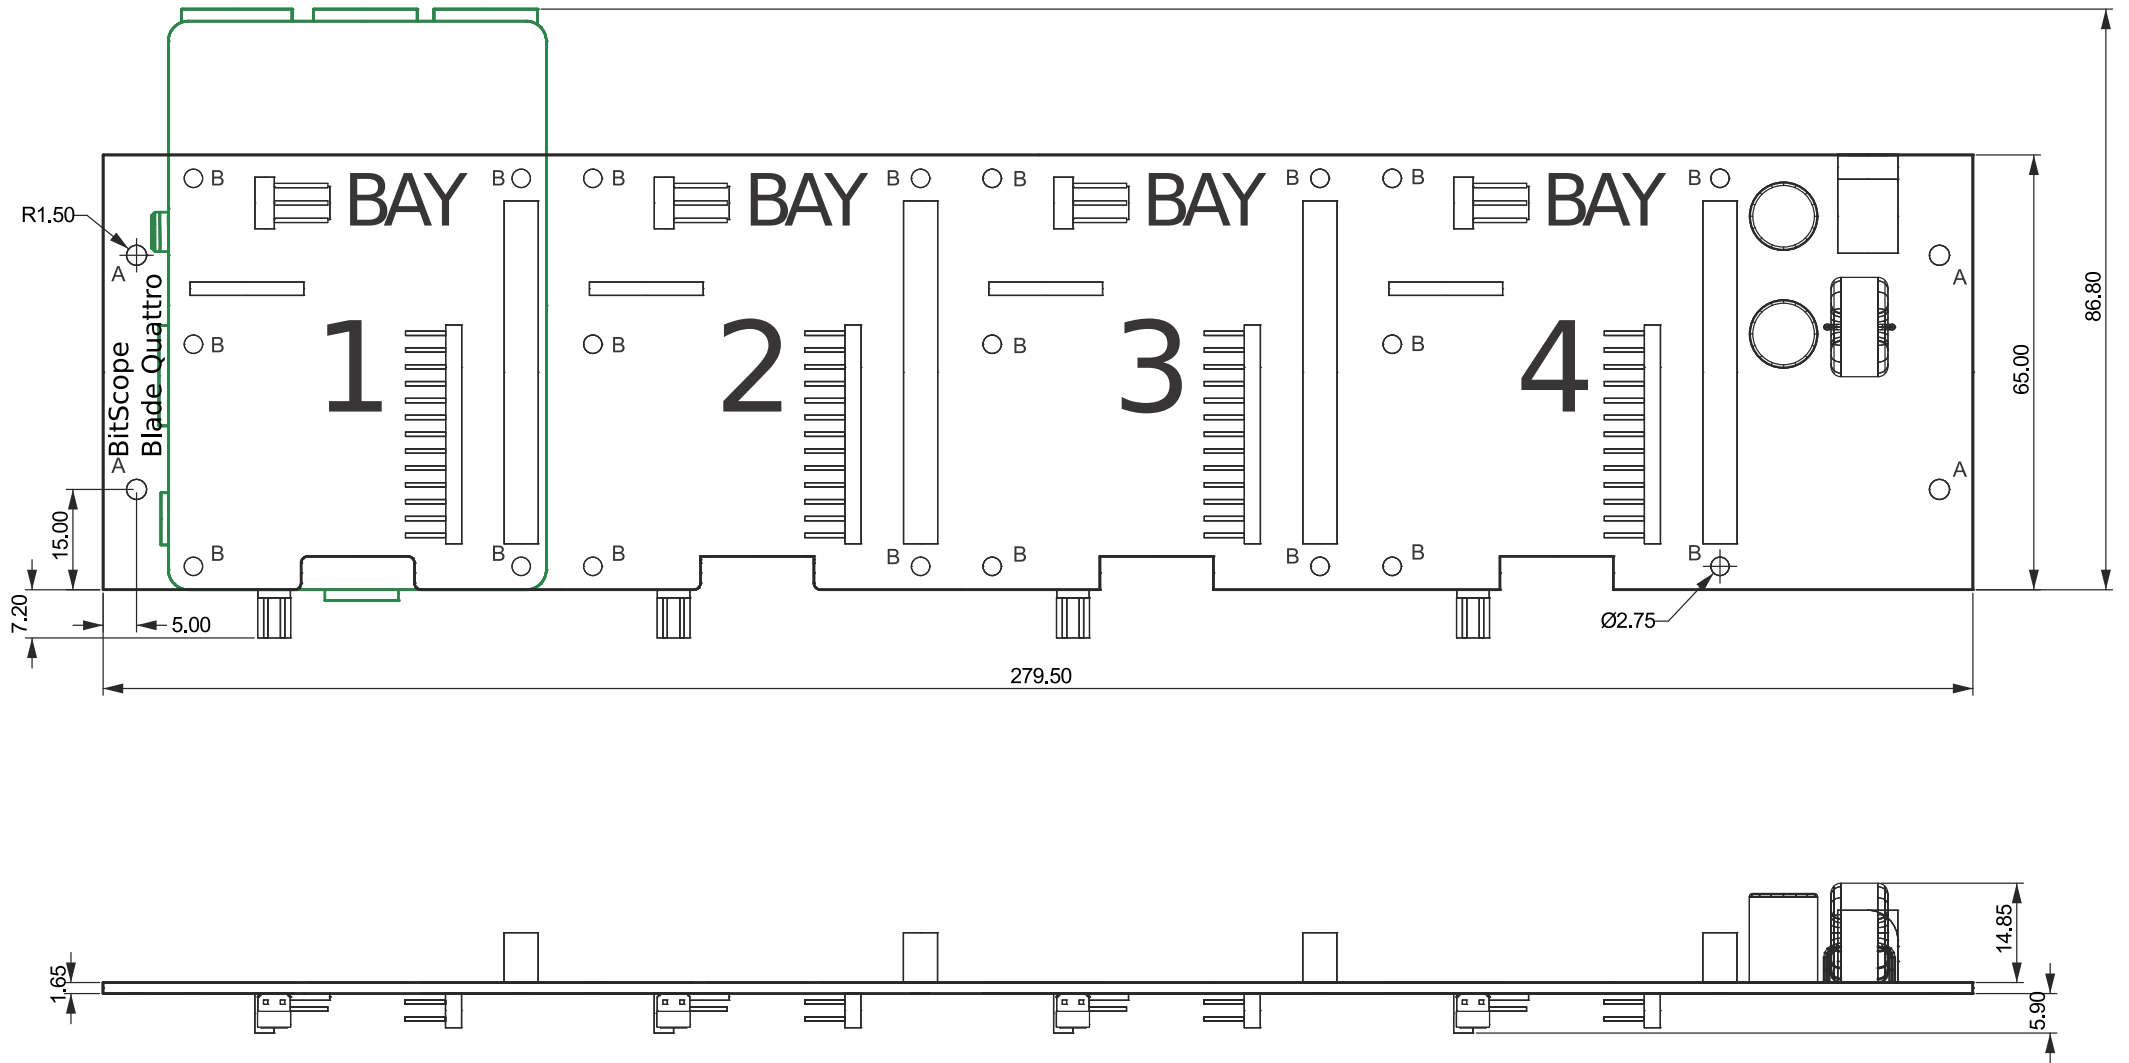 86.80
B B BAY B B BAY B B BAY B B BAY
R1.50
A A
BitScope
Blade Quattro
B 1 B 2 B 3 B 4
65.00
A A
15.00
B B B B B B B B
7.20
5.00
Ø2.75
279.50
14.85
1.65
5.90